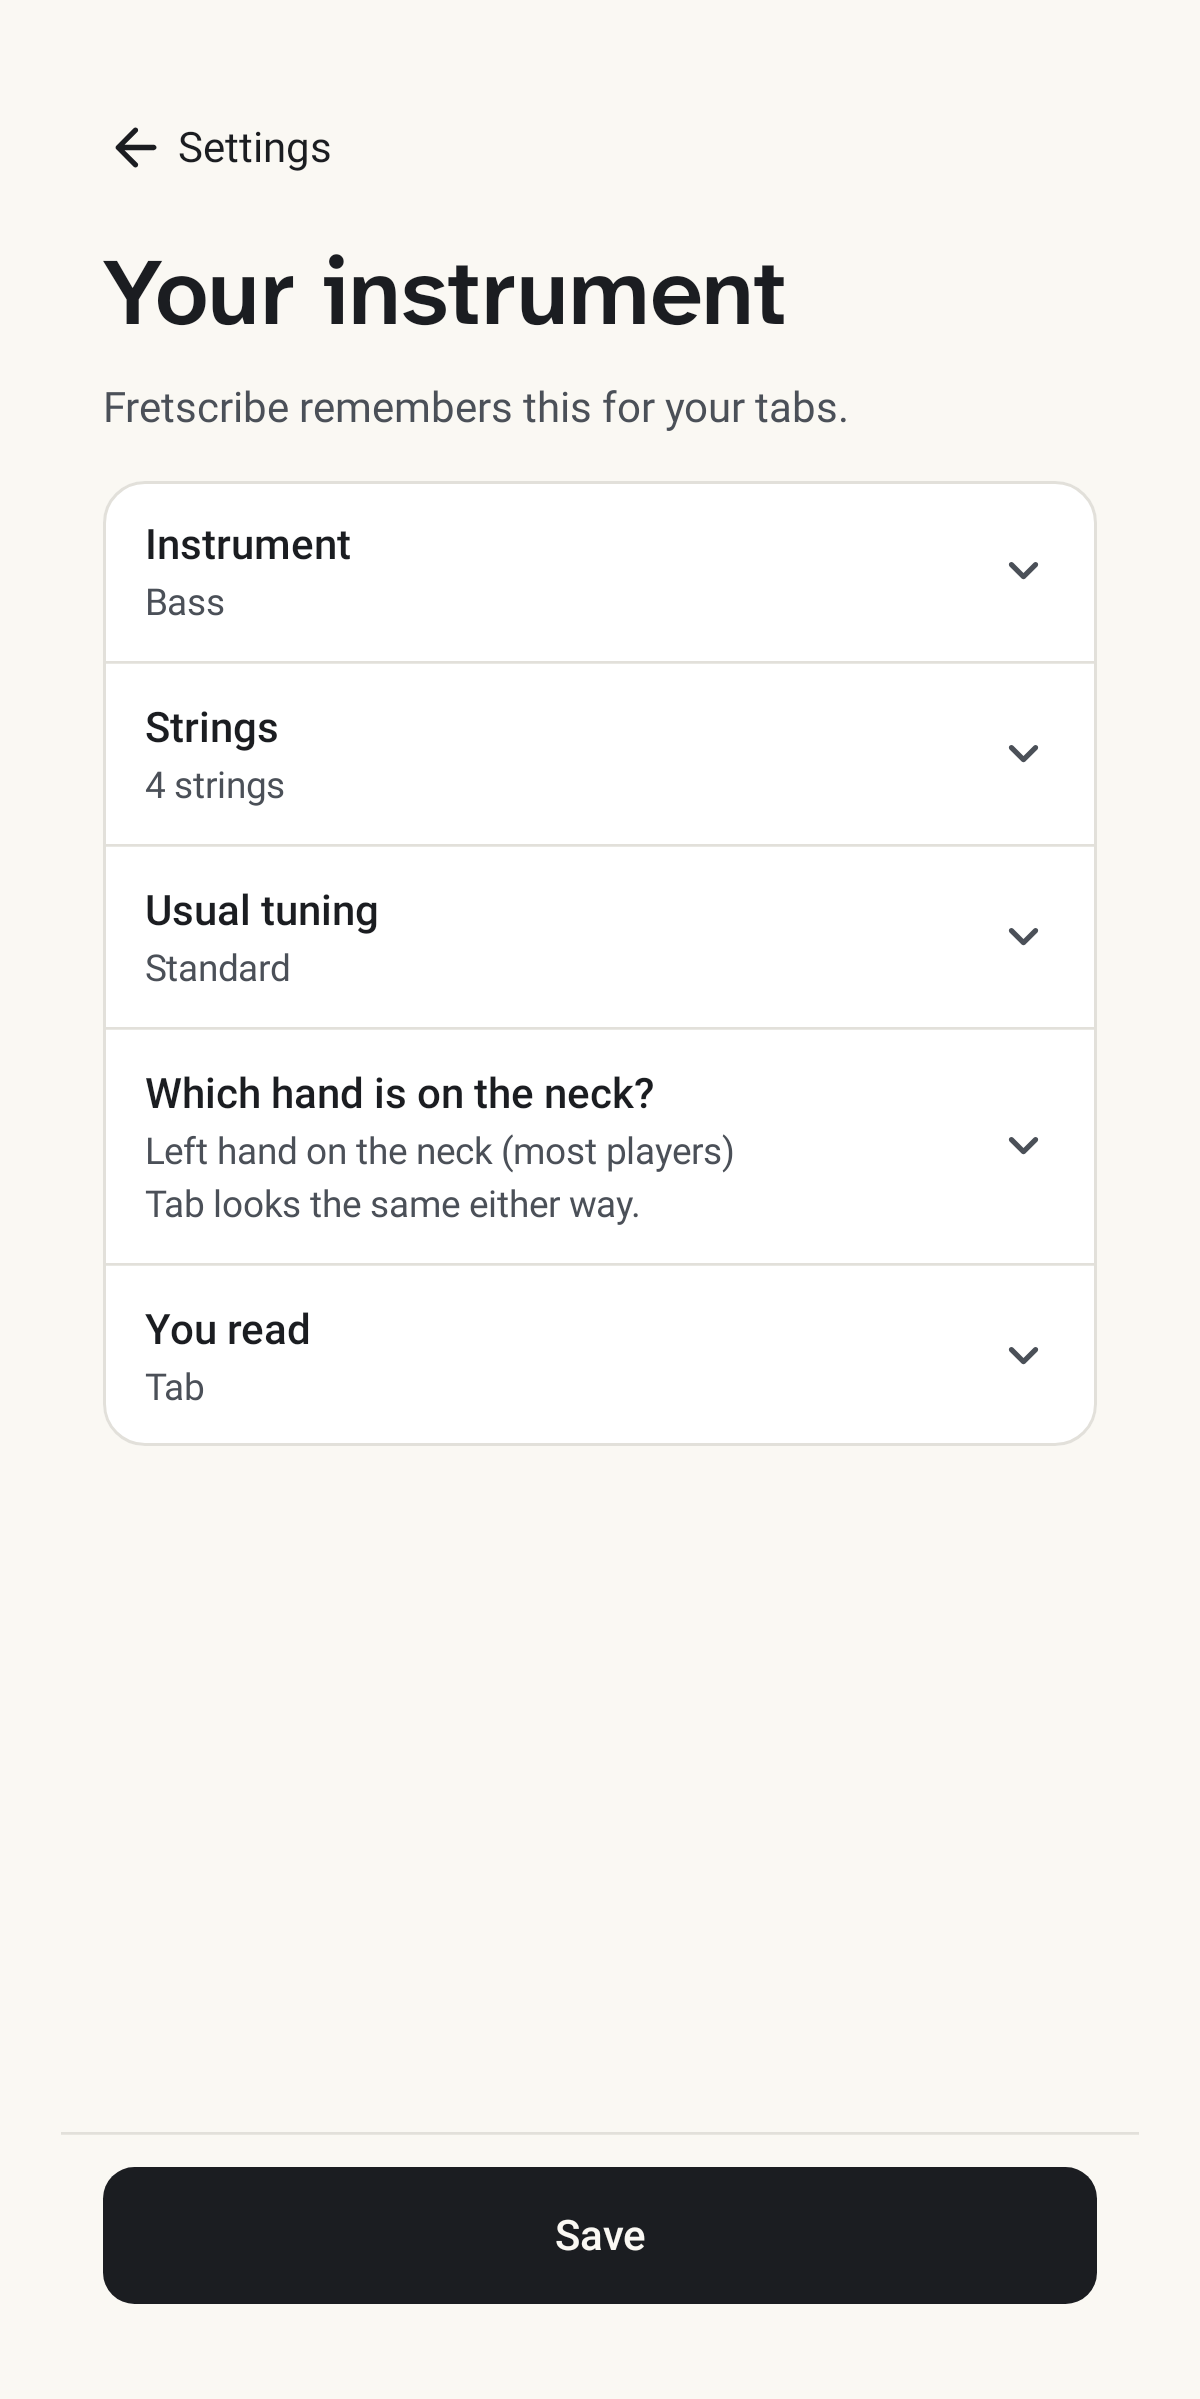 Settings
Your instrument
Fretscribe remembers this for your tabs.
Instrument
Bass
Strings
4 strings
Usual tuning
Standard
Which hand is on the neck?
Left hand on the neck (most players)
Tab looks the same either way.
You read
Tab
Save